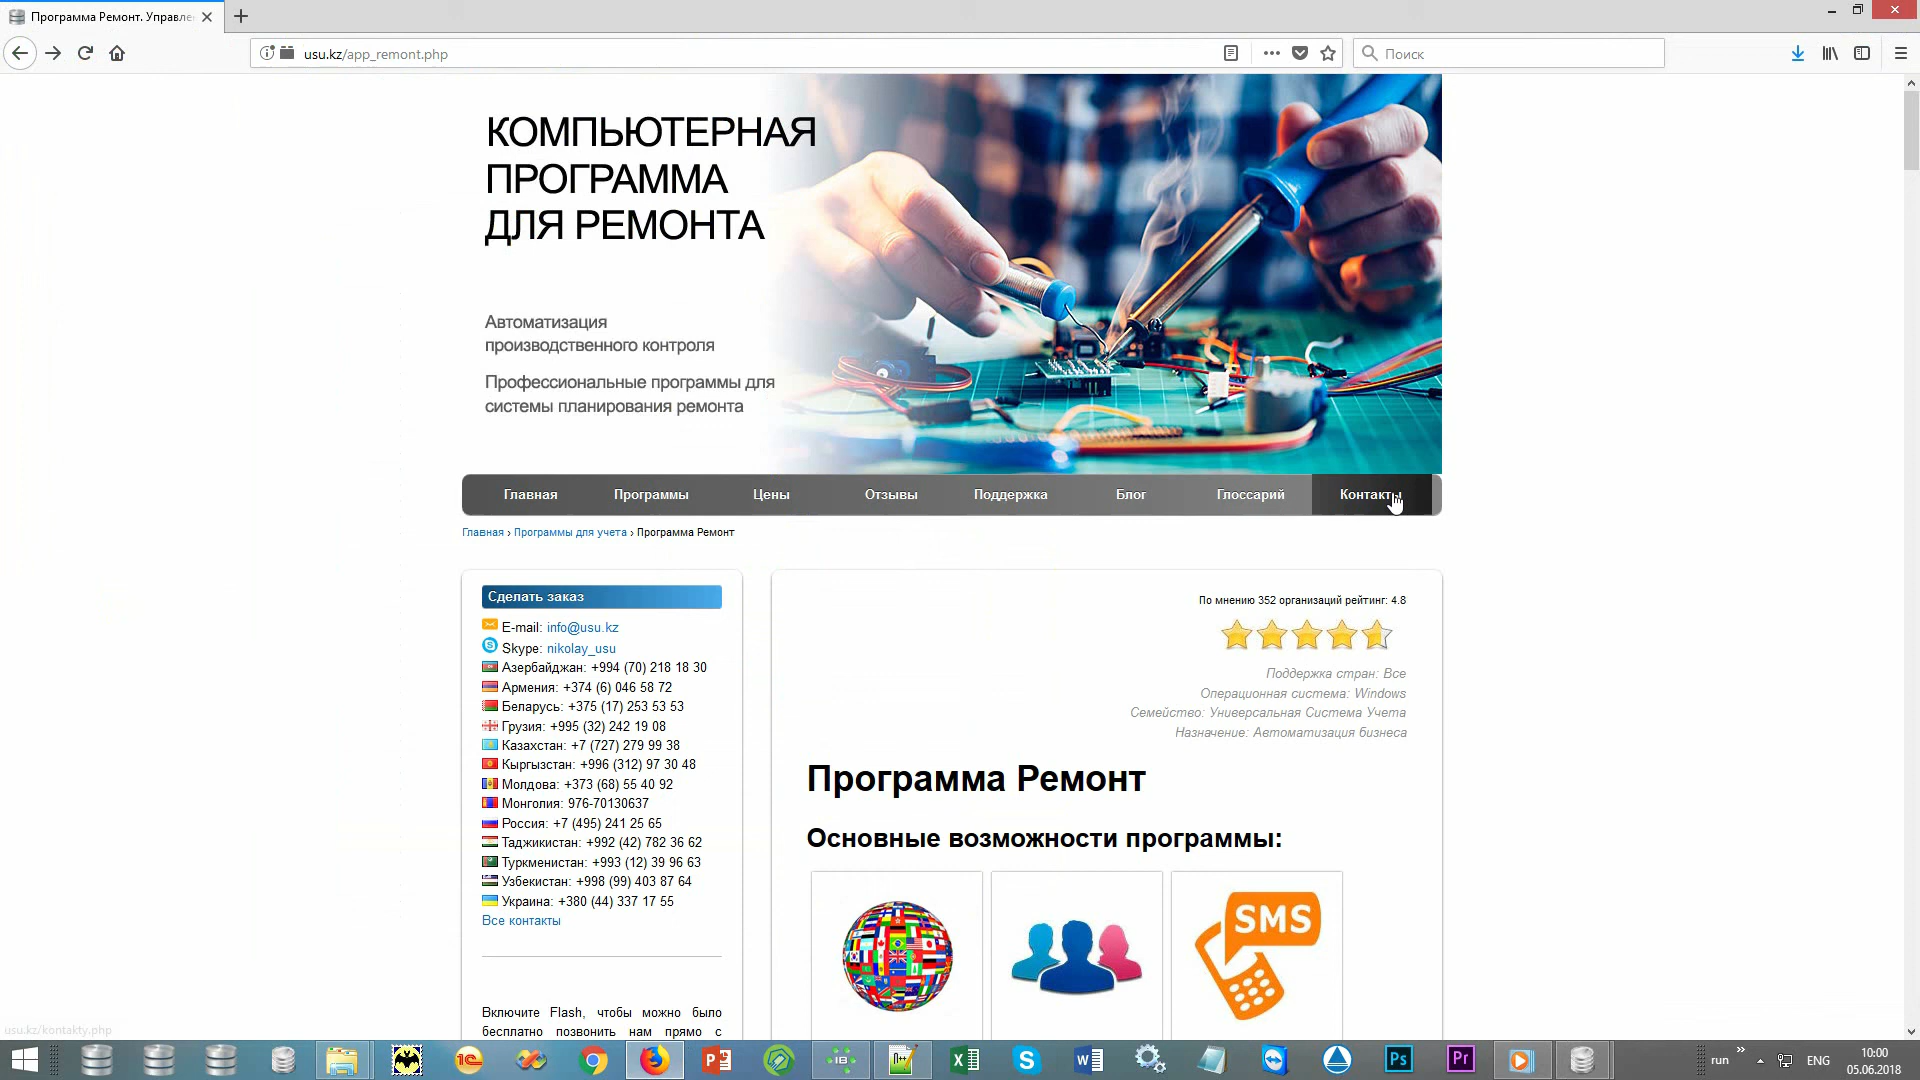 Программа Ремонт. Управле
usu.kz/app_remont.php
Поиск
КОМПЬЮТЕРНАЯ
ПРОГРАММА
ДЛЯ РЕМОНТА
Автоматизация
производственного контроля
Профессиональные программы для
системы планирования ремонта
Главная Программы Цены Отзывы Поддержка Блог Глоссарий Контакты
Главная › Программы для учета › Программа Ремонт
Сделать заказ
E-mail: info@usu.kz
Skype: nikolay_usu
Азербайджан: +994 (70) 218 18 30
Армения: +374 (6) 046 58 72
Беларусь: +375 (17) 253 53 53
Грузия: +995 (32) 242 19 08
Казахстан: +7 (727) 279 99 38
Кыргызстан: +996 (312) 97 30 48
Молдова: +373 (68) 55 40 92
Монголия: 976-70130637
Россия: +7 (495) 241 25 65
Таджикистан: +992 (42) 782 36 62
Туркменистан: +993 (12) 39 96 63
Узбекистан: +998 (99) 403 87 64
Украина: +380 (44) 337 17 55
Все контакты
Включите Flash, чтобы можно было
бесплатно позвонить нам прямо с
По мнению 352 организаций рейтинг: 4.8
Поддержка стран: Все
Операционная система: Windows
Семейство: Универсальная Система Учета
Назначение: Автоматизация бизнеса
Программа Ремонт
Основные возможности программы:
SMS
usu.kz/kontakty.php
run
ENG
10:00
05.06.2018